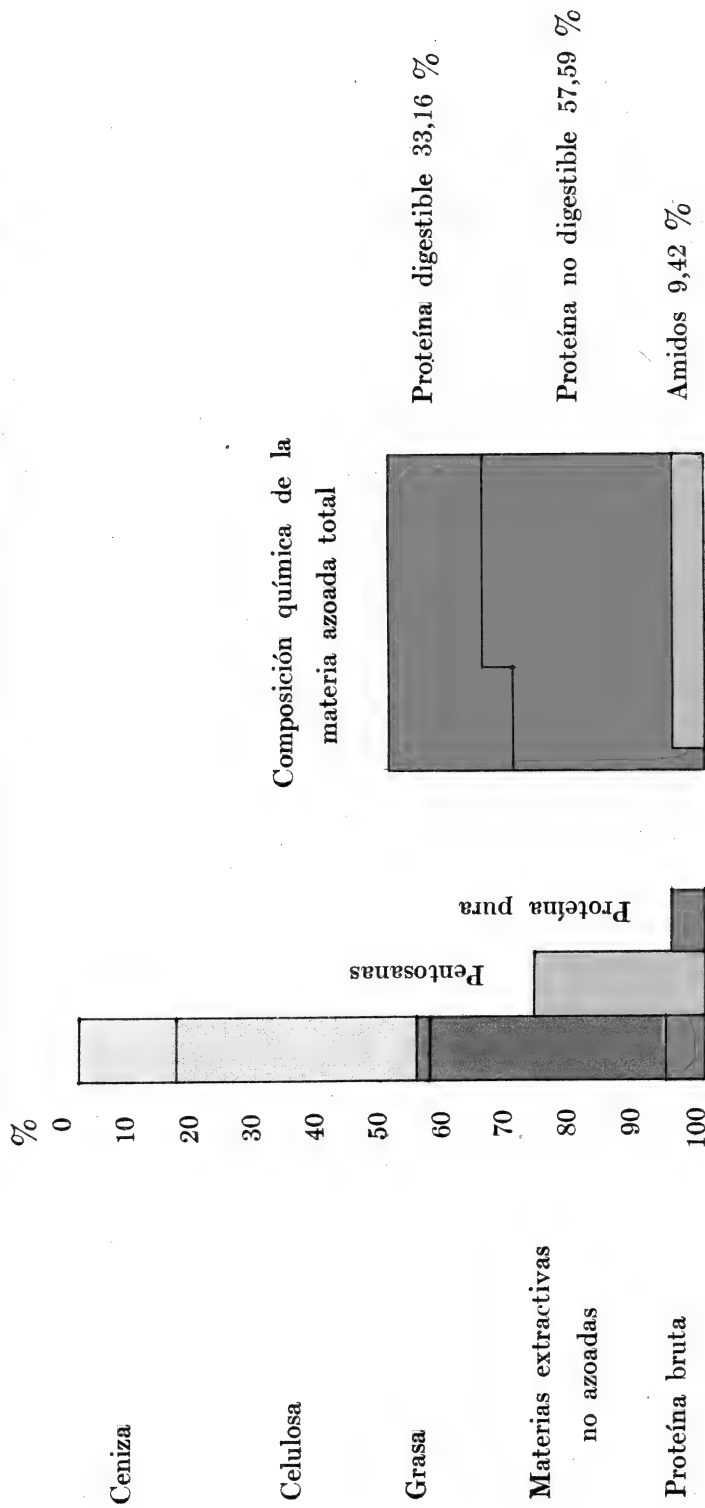 %
0
10
20
30
40
50
60
70
80
90
100
Ceniza
Celulosa
Grasa
Materias extractivas
no azoadas
Proteína bruta
Pentosanas
Proteína pura
Composición química de la
materia azoada total
Proteína digestible 33,16 %
Proteína no digestible 57,59 %
Amidos 9,42 %